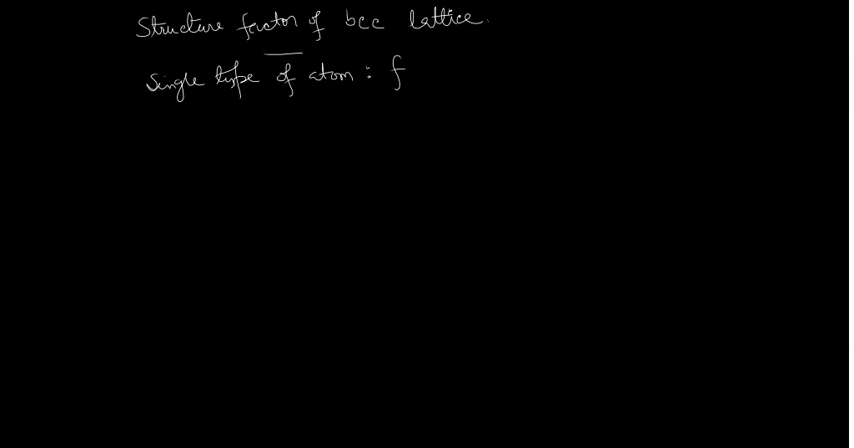 Structure factor of bcc lattice.
Single type of atom : f